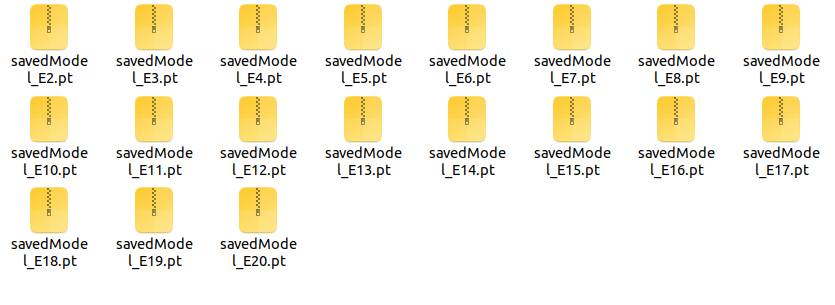 savedMode savedMode savedMode savedMode savedMode savedMode savedMode savedMode
l_E2.pt l_E3.pt l_E4.pt l_E5.pt l_E6.pt l_E7.pt l_E8.pt l_E9.pt
savedMode savedMode savedMode savedMode savedMode savedMode savedMode savedMode
l_E10.pt l_E11.pt l_E12.pt l_E13.pt l_E14.pt l_E15.pt l_E16.pt l_E17.pt
savedMode savedMode savedMode
l_E18.pt l_E19.pt l_E20.pt